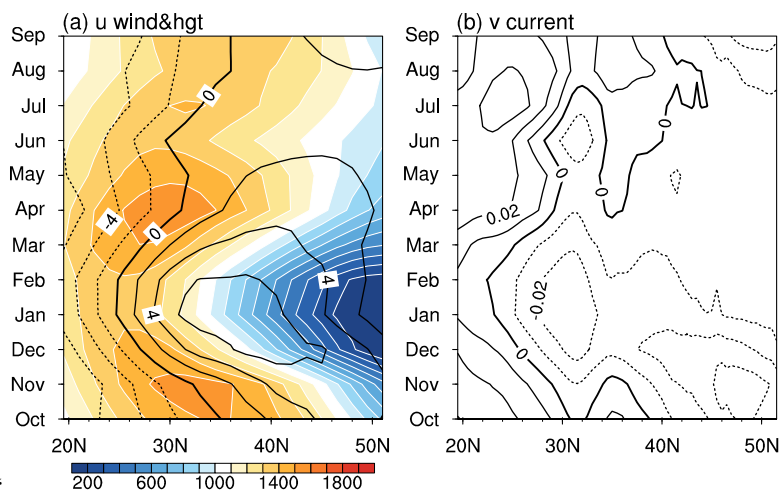 (a) u wind&hgt
(b) v current
Sep
Aug
Jul
Jun
May
Apr
Mar
Feb
Jan
Dec
Nov
Oct
0
-4
0
4
4
20N 30N 40N 50N
200 600 1000 1400 1800
Sep
Aug
Jul
Jun
May
Apr
Mar
Feb
Jan
Dec
Nov
Oct
0
0
0
0.02
-0.02
0
20N 30N 40N 50N